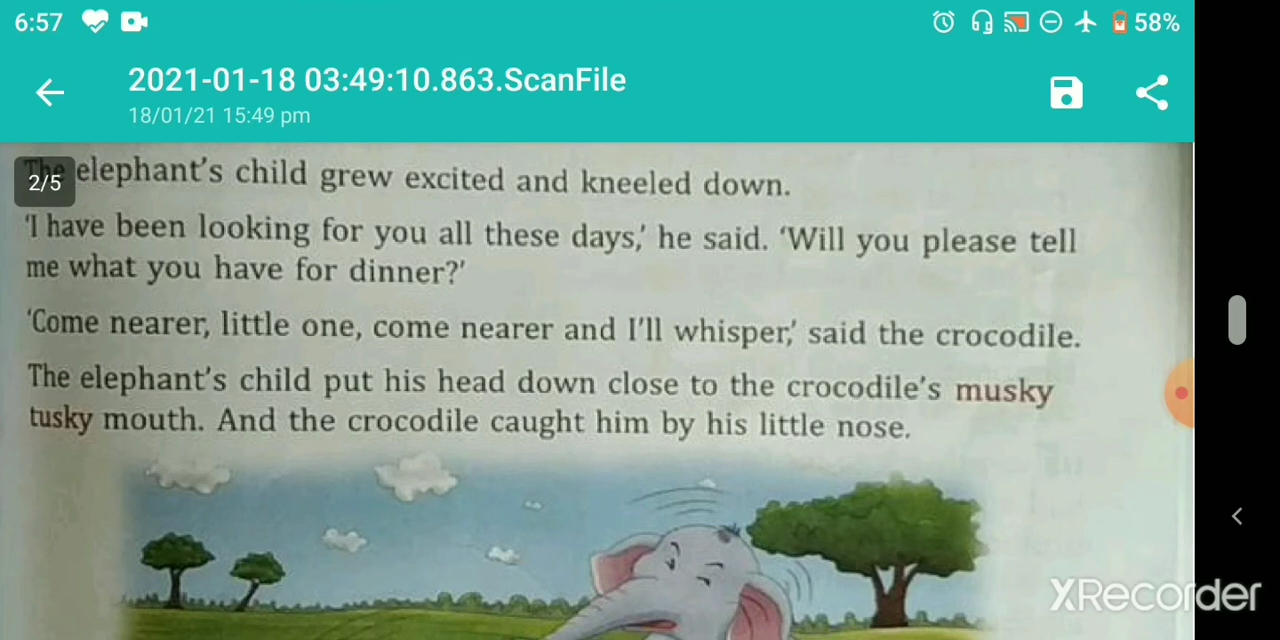 6:57
58%
2021-01-18 03:49:10.863.ScanFile
18/01/21 15:49 pm
2/5
The elephant's child grew excited and kneeled down.
'I have been looking for you all these days,' he said. 'Will you please tell
me what you have for dinner?'
'Come nearer, little one, come nearer and I'll whisper,' said the crocodile.
The elephant's child put his head down close to the crocodile's musky
tusky mouth. And the crocodile caught him by his little nose.
XRecorder